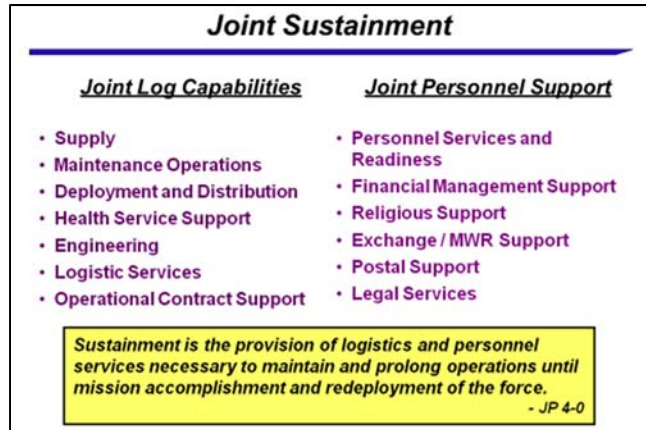 Joint Sustainment
Joint Log Capabilities
• Supply
• Maintenance Operations
• Deployment and Distribution
• Health Service Support
• Engineering
• Logistic Services
• Operational Contract Support
Joint Personnel Support
• Personnel Services and
Readiness
• Financial Management Support
• Religious Support
• Exchange / MWR Support
• Postal Support
• Legal Services
Sustainment is the provision of logistics and personnel
services necessary to maintain and prolong operations until
mission accomplishment and redeployment of the force.
- JP 4-0